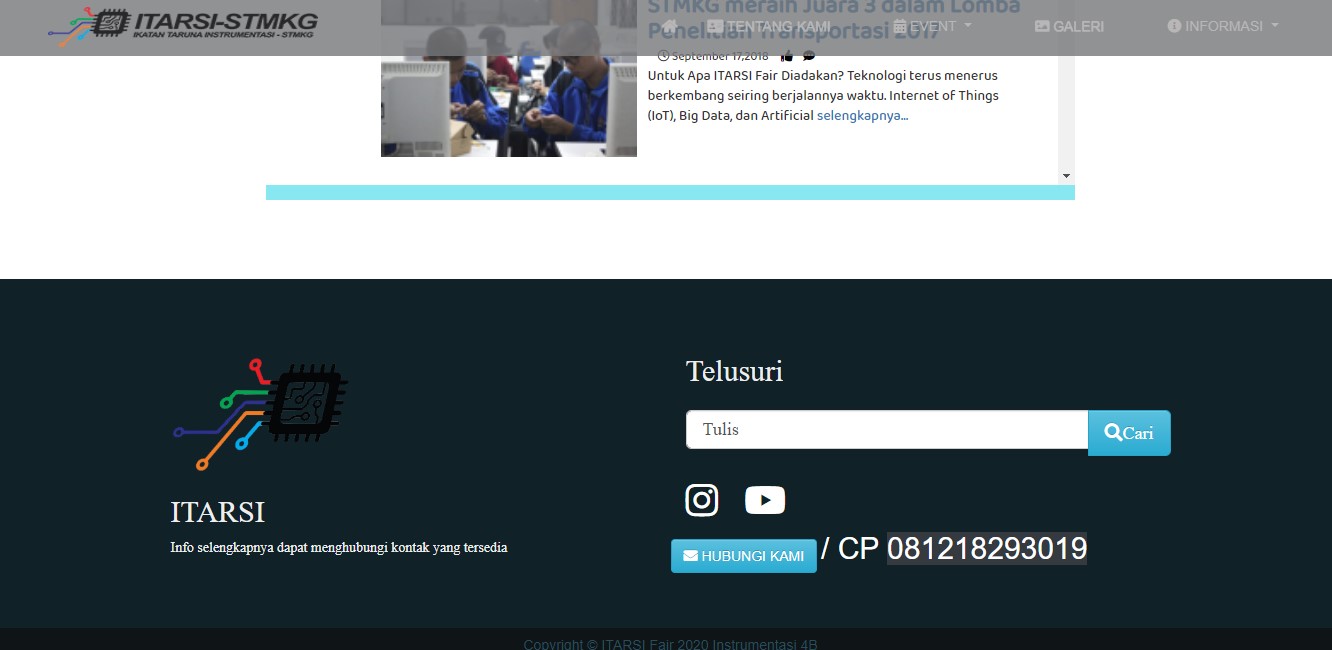 ITARSI-STMKG
IKATAN TARUNA INSTRUMENTASI - STMKG
TENTANG KAMI
EVENT
GALERI
INFORMASI
STMKG meraih Juara 3 dalam Lomba
Penelitian Transportasi 2017
September 17,2018
Untuk Apa ITARSI Fair Diadakan? Teknologi terus menerus
berkembang seiring berjalannya waktu. Internet of Things
(IoT), Big Data, dan Artificial selengkapnya...
ITARSI
Info selengkapnya dapat menghubungi kontak yang tersedia
Telusuri
Tulis
Cari
HUBUNGI KAMI / CP 081218293019
Copyright © ITARSI Fair 2020 Instrumentasi 4B